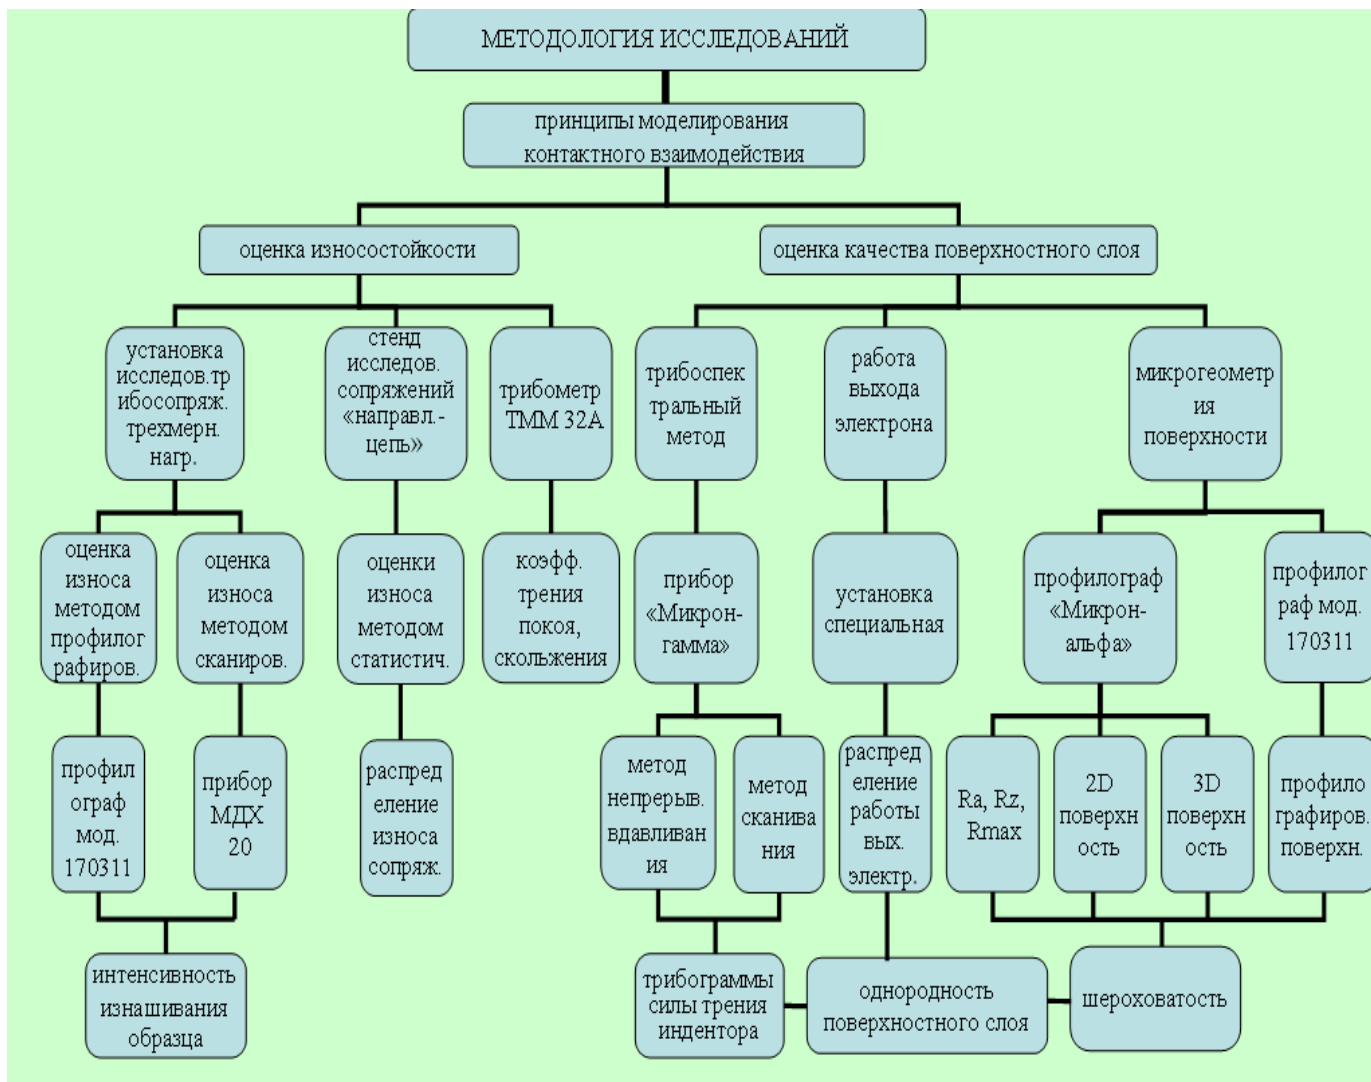 МЕТОДОЛОГИЯ ИССЛЕДОВАНИЙ
принципы моделирования
контактного взаимодействия
оценка износостойкости
оценка качества поверхностного слоя
установка
исследов.тр
ибосопряж.
трехмерн.
нагр.
стенд
исследов.
сопряжений
«направл.-
цепь»
трибометр
ТММ 32А
трибоспек
тральный
метод
работа
выхода
электрона
микрогеометр
ия
поверхности
оценка
износа
методом
профилог
рафиров.
оценка
износа
методом
сканиров.
оценки
износа
методом
статистич.
коэфф.
трения
покоя,
скольжения
прибор
«Микрон-
гамма»
установка
специальная
профилограф
«Микрон-
альфа»
профилог
раф мод.
170311
профил
ограф
мод.
170311
прибор
МДХ
20
распред
еление
износа
сопряж.
метод
непрерыв.
вдавливан
ия
метод
сканива
ния
распред
еление
работы
вых.
электр.
Ra, Rz,
Rmax
2D
поверхн
ость
3D
поверхн
ость
профило
графиров.
поверхн.
интенсивность
изнашивания
образца
трибограммы
силы трения
индентора
однородность
поверхностного слоя
шероховатость